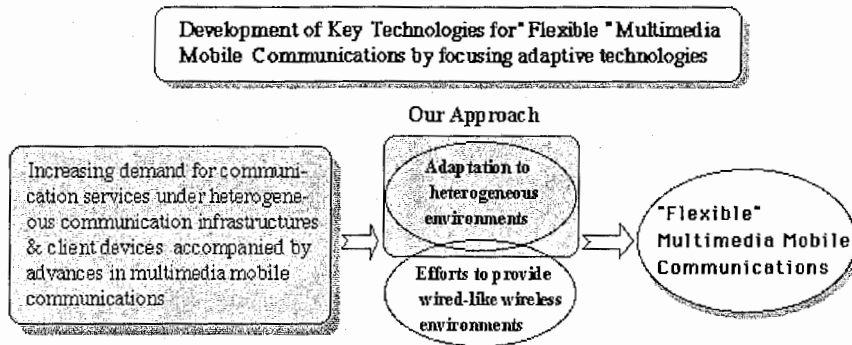 Development of Key Technologies for" Flexible "Multimedia
Mobile Communications by focusing adaptive technologies
Our Approach
Increasing demand for communi-
cation services under heterogene-
ous communication infrastructures
& client devices accompanied by
advances in multimedia mobile
communications
Adaptation to
heterogeneous
environments
Efforts to provide
wired-like wireless
environments
"Flexible"
Multimedia Mobile
Communications